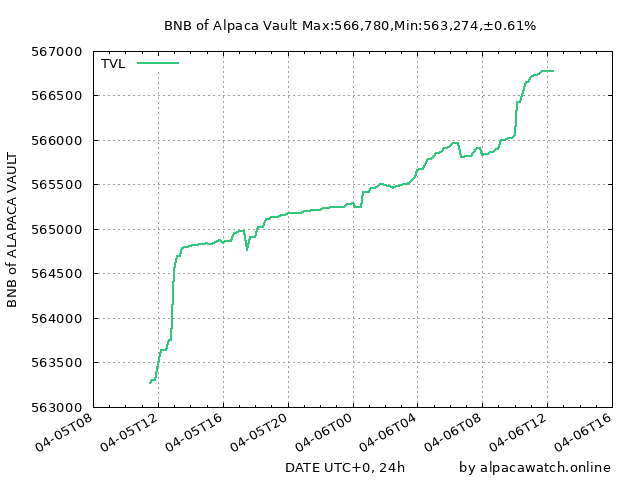 BNB of Alpaca Vault Max:566,780,Min:563,274,±0.61%
TVL
567000
566500
566000
565500
565000
564500
564000
563500
563000
BNB of ALAPACA VAULT
04-05T08
04-05T12
04-05T16
04-05T20
04-06T00
04-06T04
04-06T08
04-06T12
04-06T16
DATE UTC+0, 24h
by alpacawatch.online